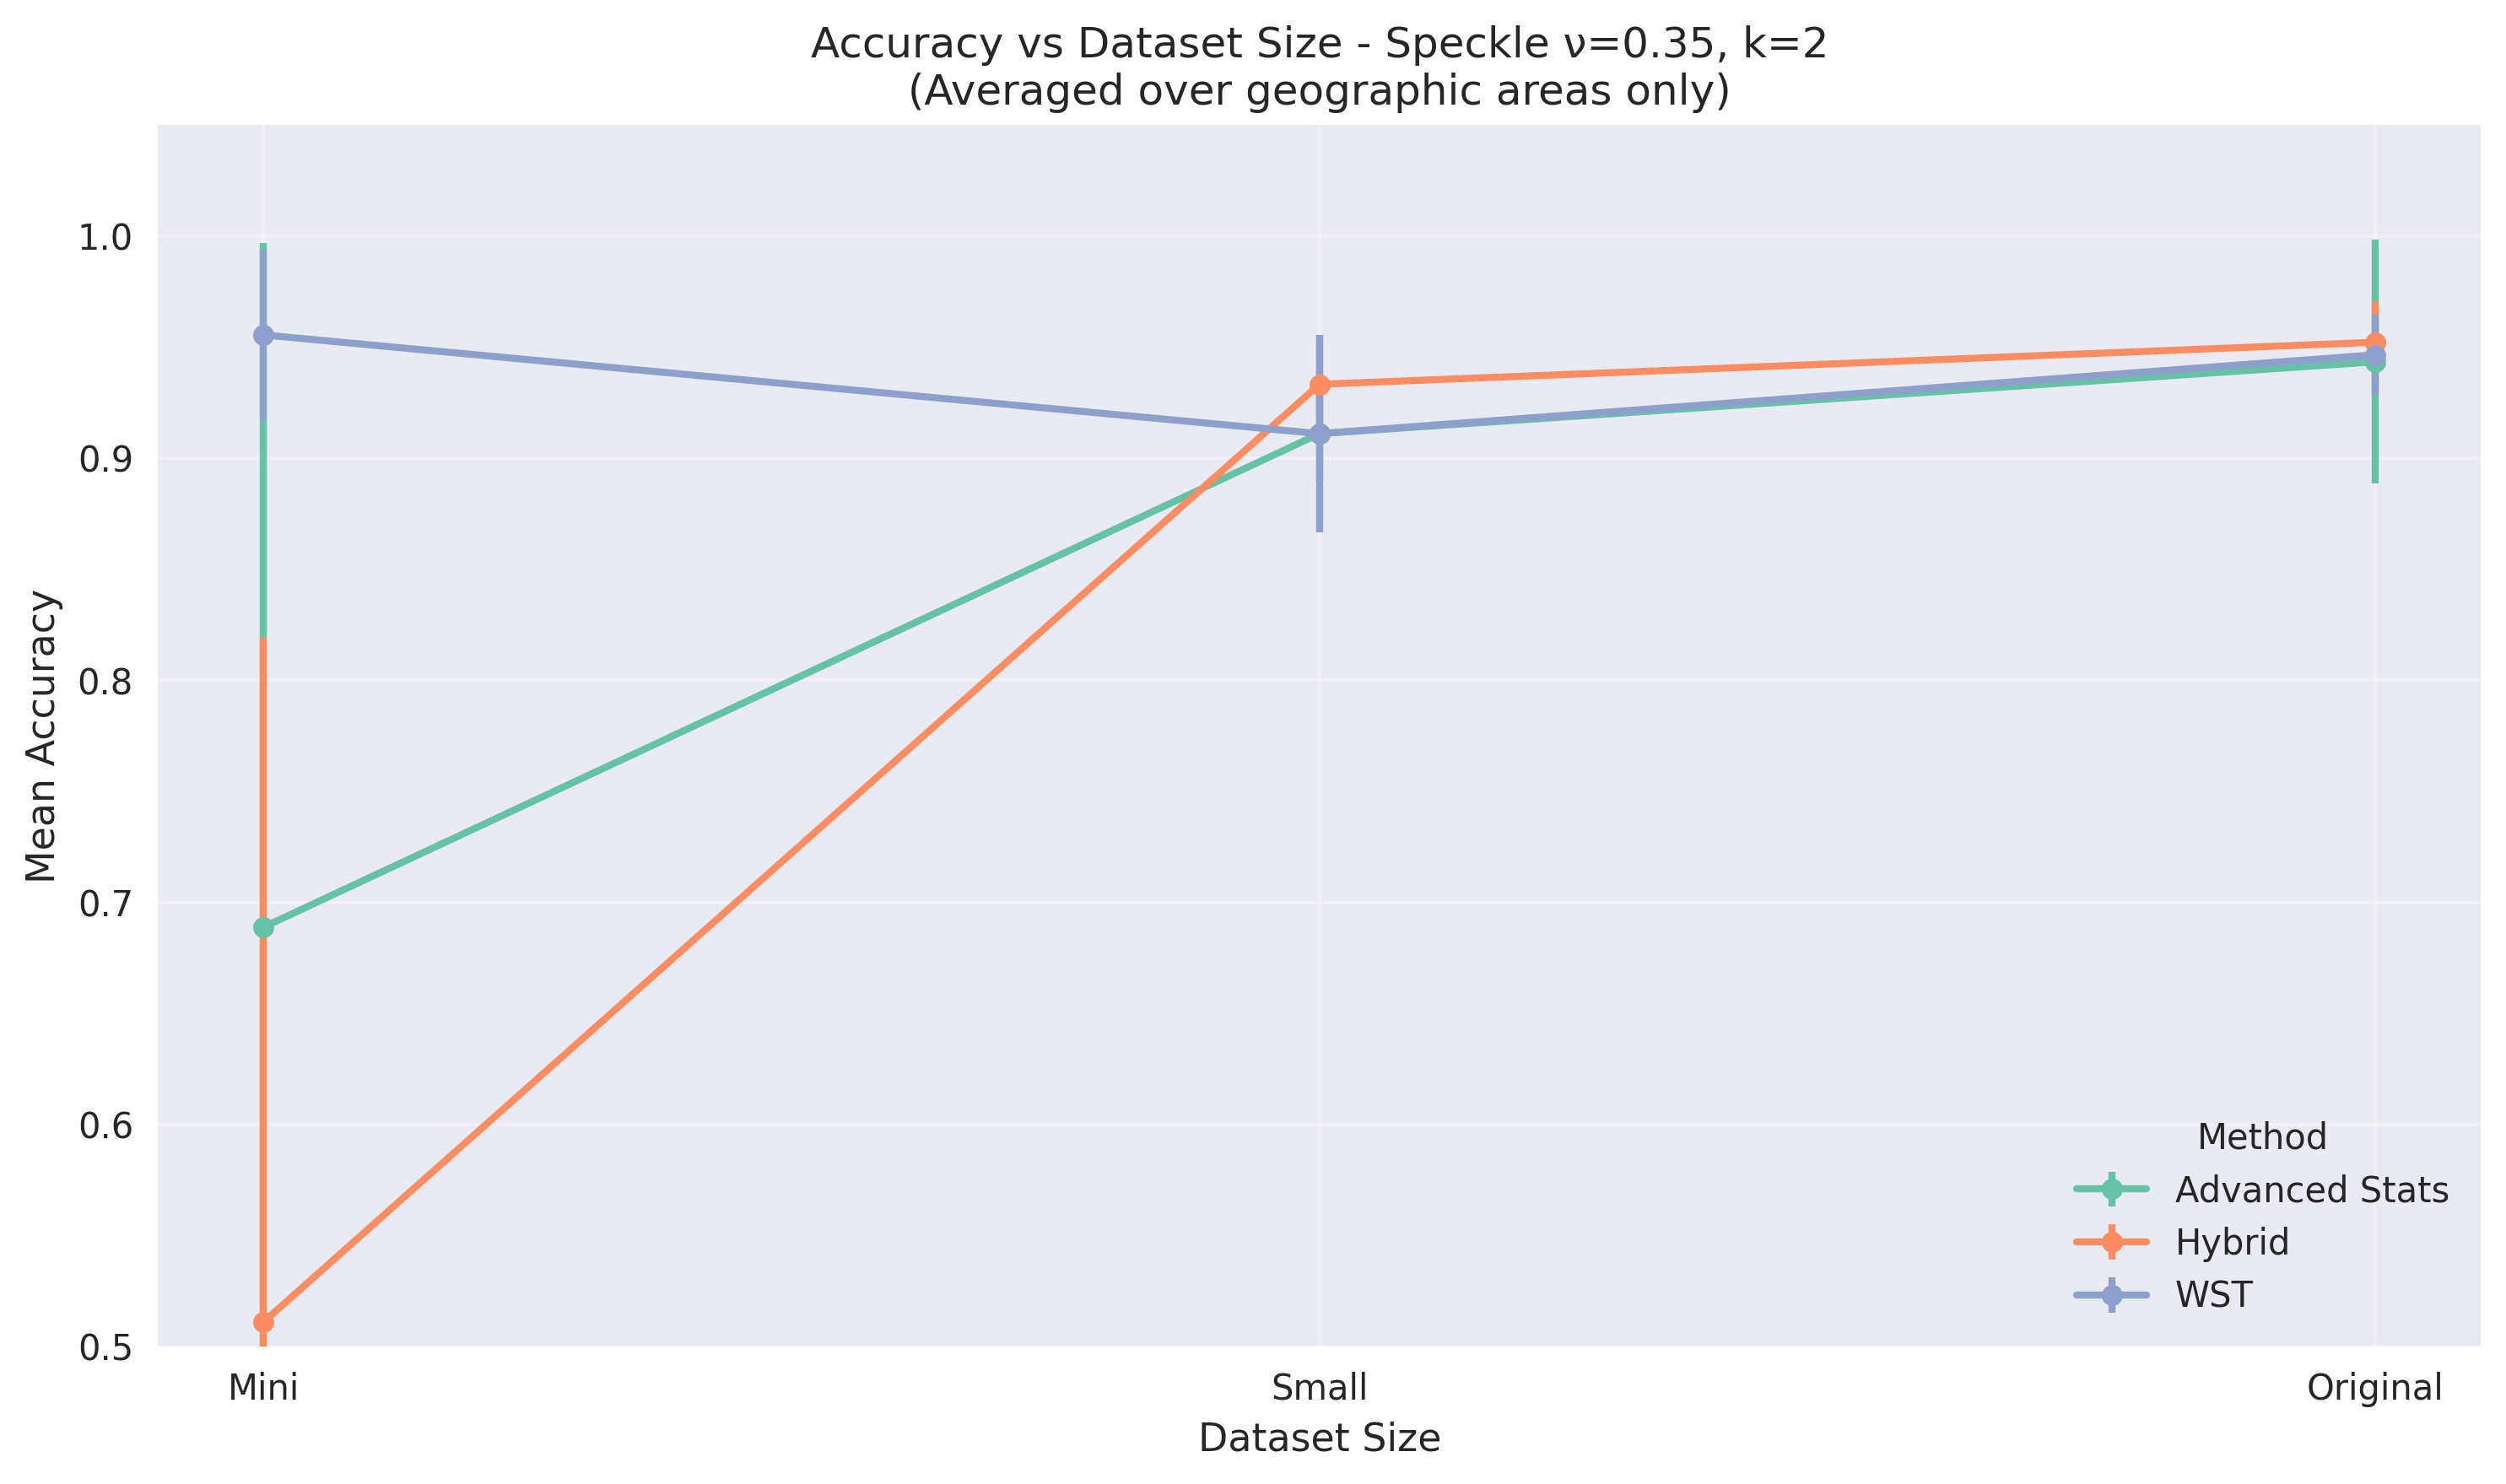 Accuracy vs Dataset Size - Speckle ν=0.35, k=2
(Averaged over geographic areas only)
Mean Accuracy
1.0
0.9
0.8
0.7
0.6
0.5
Mini
Small
Original
Dataset Size
Method
Advanced Stats
Hybrid
WST